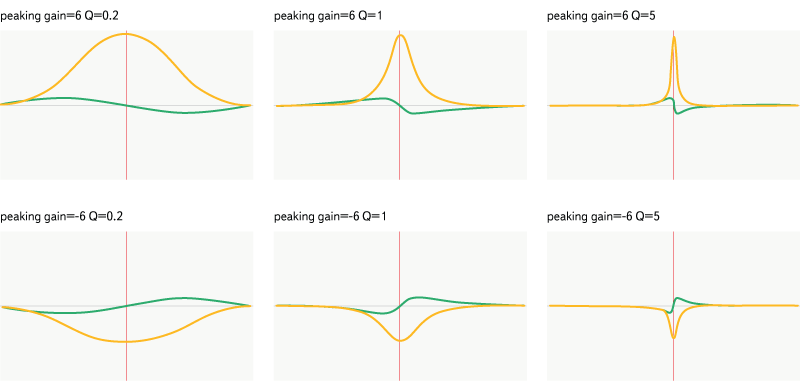 peaking gain=6 Q=0.2
peaking gain=6 Q=1
peaking gain=6 Q=5
peaking gain=-6 Q=0.2
peaking gain=-6 Q=1
peaking gain=-6 Q=5